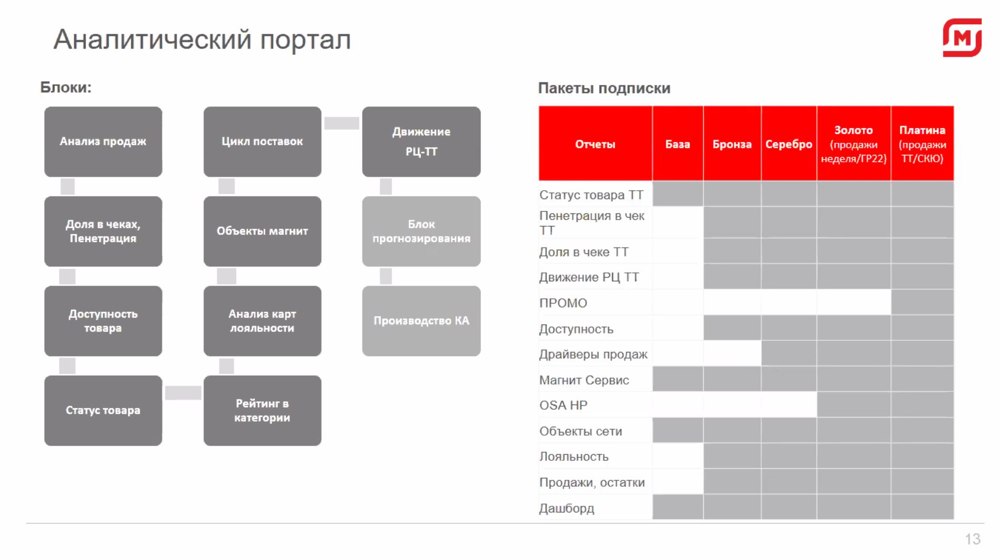 Аналитический портал
М
Блоки:
Анализ продаж
Цикл поставок
Движение
РЦ-ТТ
Доля в чеках,
Пенетрация
Объекты магнит
Блок
прогнозирования
Доступность
товара
Анализ карт
лояльности
Производство КА
Статус товара
Рейтинг в
категории
Пакеты подписки
Отчеты
База
Бронза
Серебро
Золото
(продажи
неделя/ГР22)
Платина
(продажи
ТТ/СКЮ)
Статус товара ТТ
Пенетрация в чек
ТТ
Доля в чеке ТТ
Движение РЦ ТТ
ПРОМО
Доступность
Драйверы продаж
Магнит Сервис
OSA HP
Объекты сети
Лояльность
Продажи, остатки
Дашборд
13